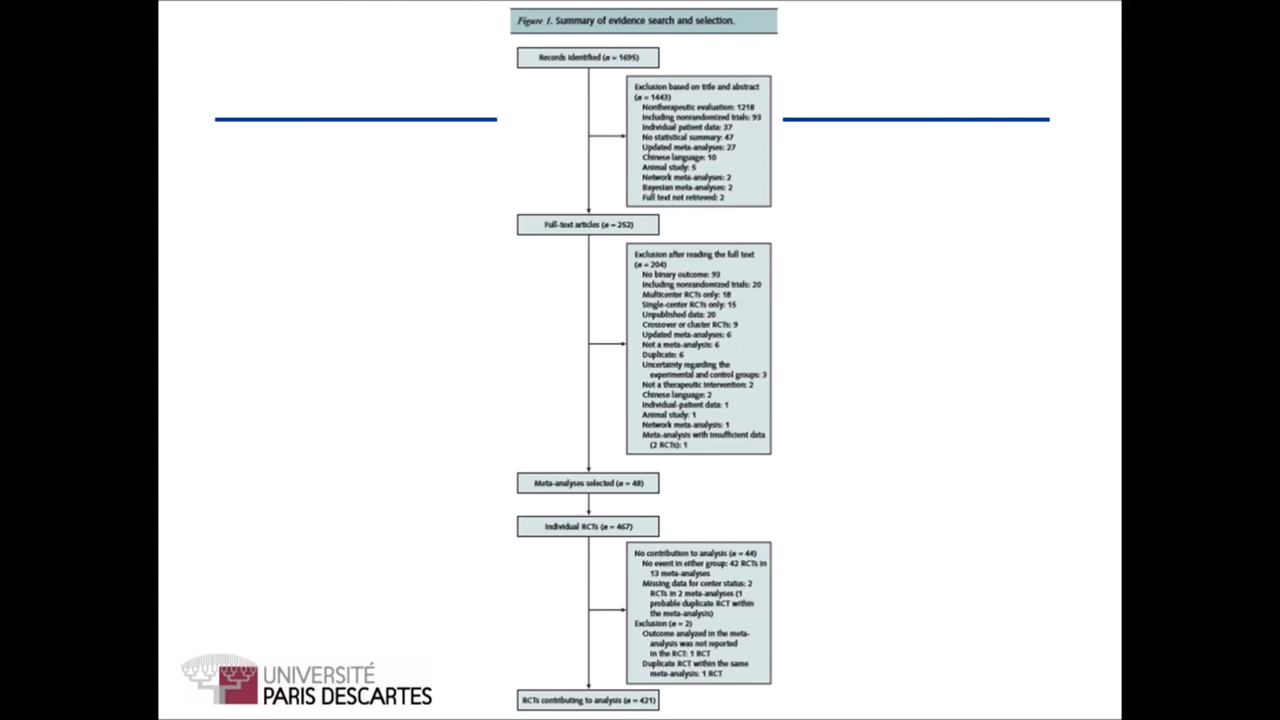 Figure 1. Summary of evidence search and selection.
Records identified (n = 1695)
Exclusion based on title and abstract
(n = 1443)
Nontherapeutic evaluation: 1218
Including nonrandomized trials: 93
Individual patient data: 37
No statistical summary: 47
Updated meta-analyses: 27
Chinese language: 10
Animal study: 5
Network meta-analyses: 2
Bayesian meta-analyses: 2
Full text not retrieved: 2
Full-text articles (n = 252)
Exclusion after reading the full text
(n = 204)
No binary outcome: 93
Including nonrandomized trials: 20
Multicenter RCTs only: 18
Single-center RCTs only: 15
Unpublished data: 20
Crossover or cluster RCTs: 9
Updated meta-analyses: 6
Not a meta-analysis: 6
Duplicate: 6
Uncertainty regarding the
experimental and control groups: 3
Not a therapeutic intervention: 2
Chinese language: 2
Individual-patient data: 1
Animal study: 1
Network meta-analysis: 1
Meta-analysis with insufficient data
(2 RCTs): 1
Meta-analyses selected (n = 48)
Individual RCTs (n = 467)
No contribution to analysis (n = 44)
No event in either group: 42 RCTs in
13 meta-analyses
Missing data for center status: 2
RCTs in 2 meta-analyses (1
probable duplicate RCT within
the meta-analysis)
Exclusion (n = 2)
Outcome analyzed in the meta-
analysis was not reported
in the RCT: 1 RCT
Duplicate RCT within the same
meta-analysis: 1 RCT
RCTs contributing to analysis (n = 421)
UNIVERSITÉ
PARIS DESCARTES